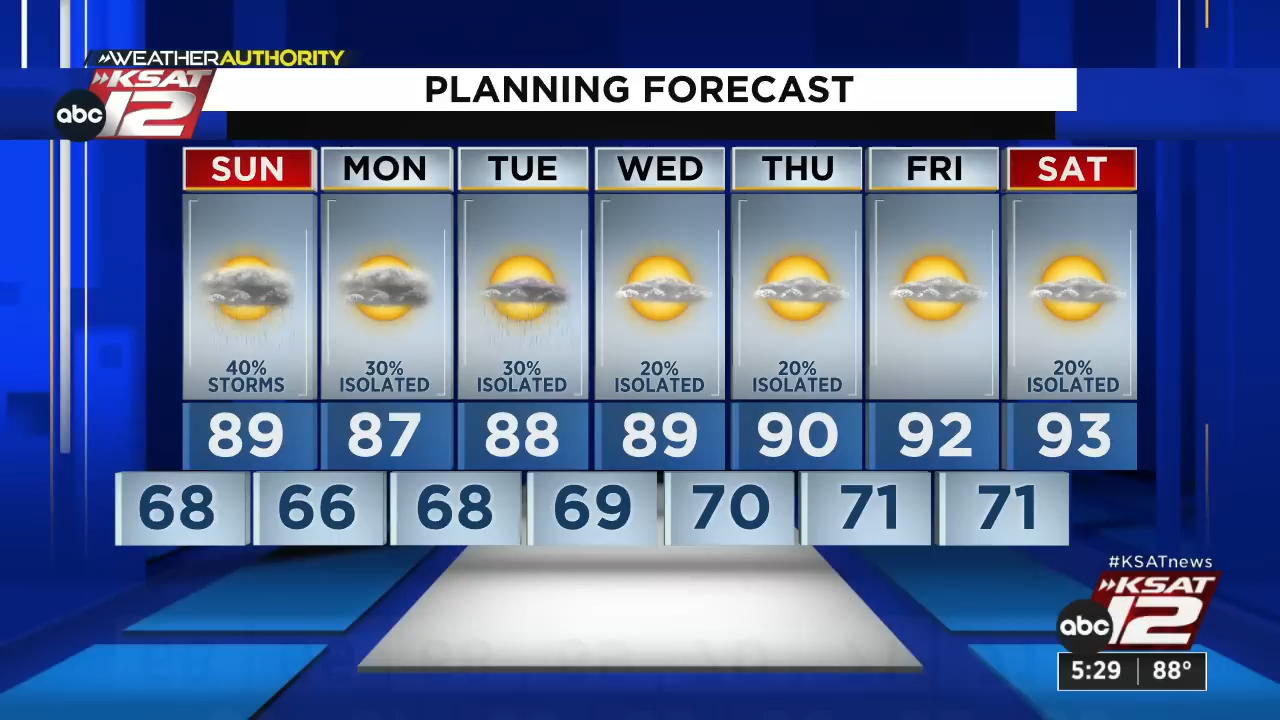 WEATHERAUTHORITY
KSAT
abc 12
PLANNING FORECAST
SUN MON TUE WED THU FRI SAT
40% 30% 30% 20% 20% 20%
STORMS ISOLATED ISOLATED ISOLATED ISOLATED ISOLATED
89 87 88 89 90 92 93
68 66 68 69 70 71 71
#KSATnews
KSAT
abc 12
5:29 88°